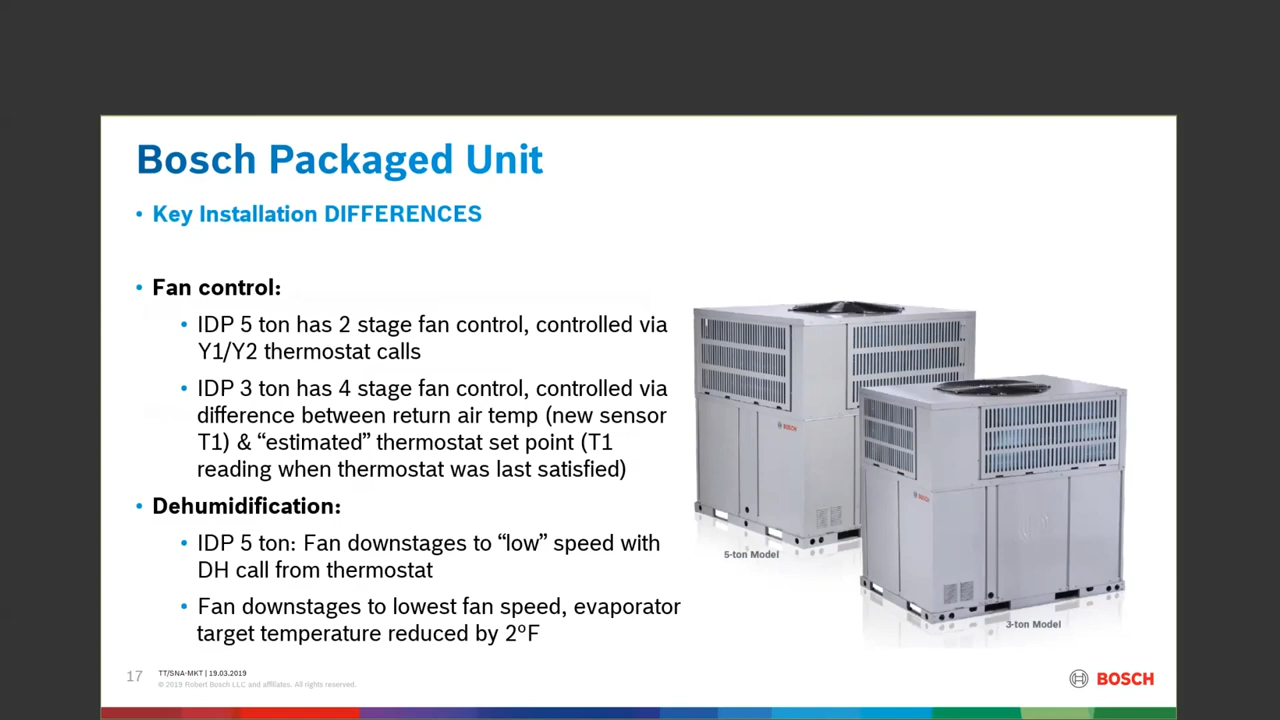 Bosch Packaged Unit
• Key Installation DIFFERENCES
• Fan control:
• IDP 5 ton has 2 stage fan control, controlled via
Y1/Y2 thermostat calls
• IDP 3 ton has 4 stage fan control, controlled via
difference between return air temp (new sensor
T1) & “estimated” thermostat set point (T1
reading when thermostat was last satisfied)
• Dehumidification:
• IDP 5 ton: Fan downstages to “low” speed with
DH call from thermostat
• Fan downstages to lowest fan speed, evaporator
target temperature reduced by 2°F
BOSCH
BOSCH
5-ton Model
3-ton Model
17
TT/SNA-MKT | 19.03.2019
© 2019 Robert Bosch LLC and affiliates. All rights reserved.
BOSCH